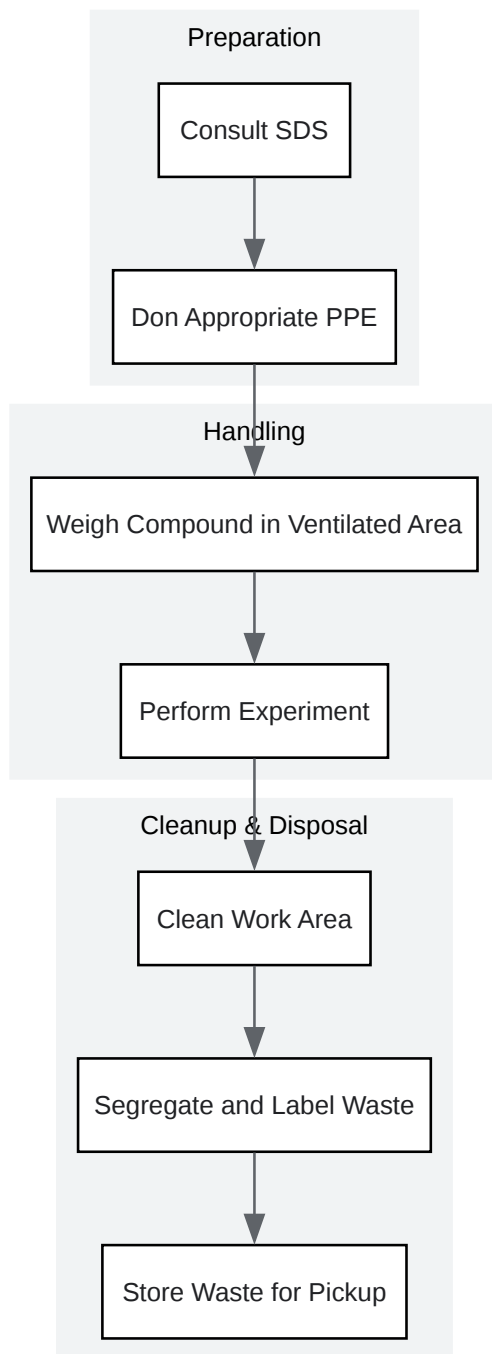 Preparation
Consult SDS
Don Appropriate PPE
Handling
Weigh Compound in Ventilated Area
Perform Experiment
Cleanup & Disposal
Clean Work Area
Segregate and Label Waste
Store Waste for Pickup